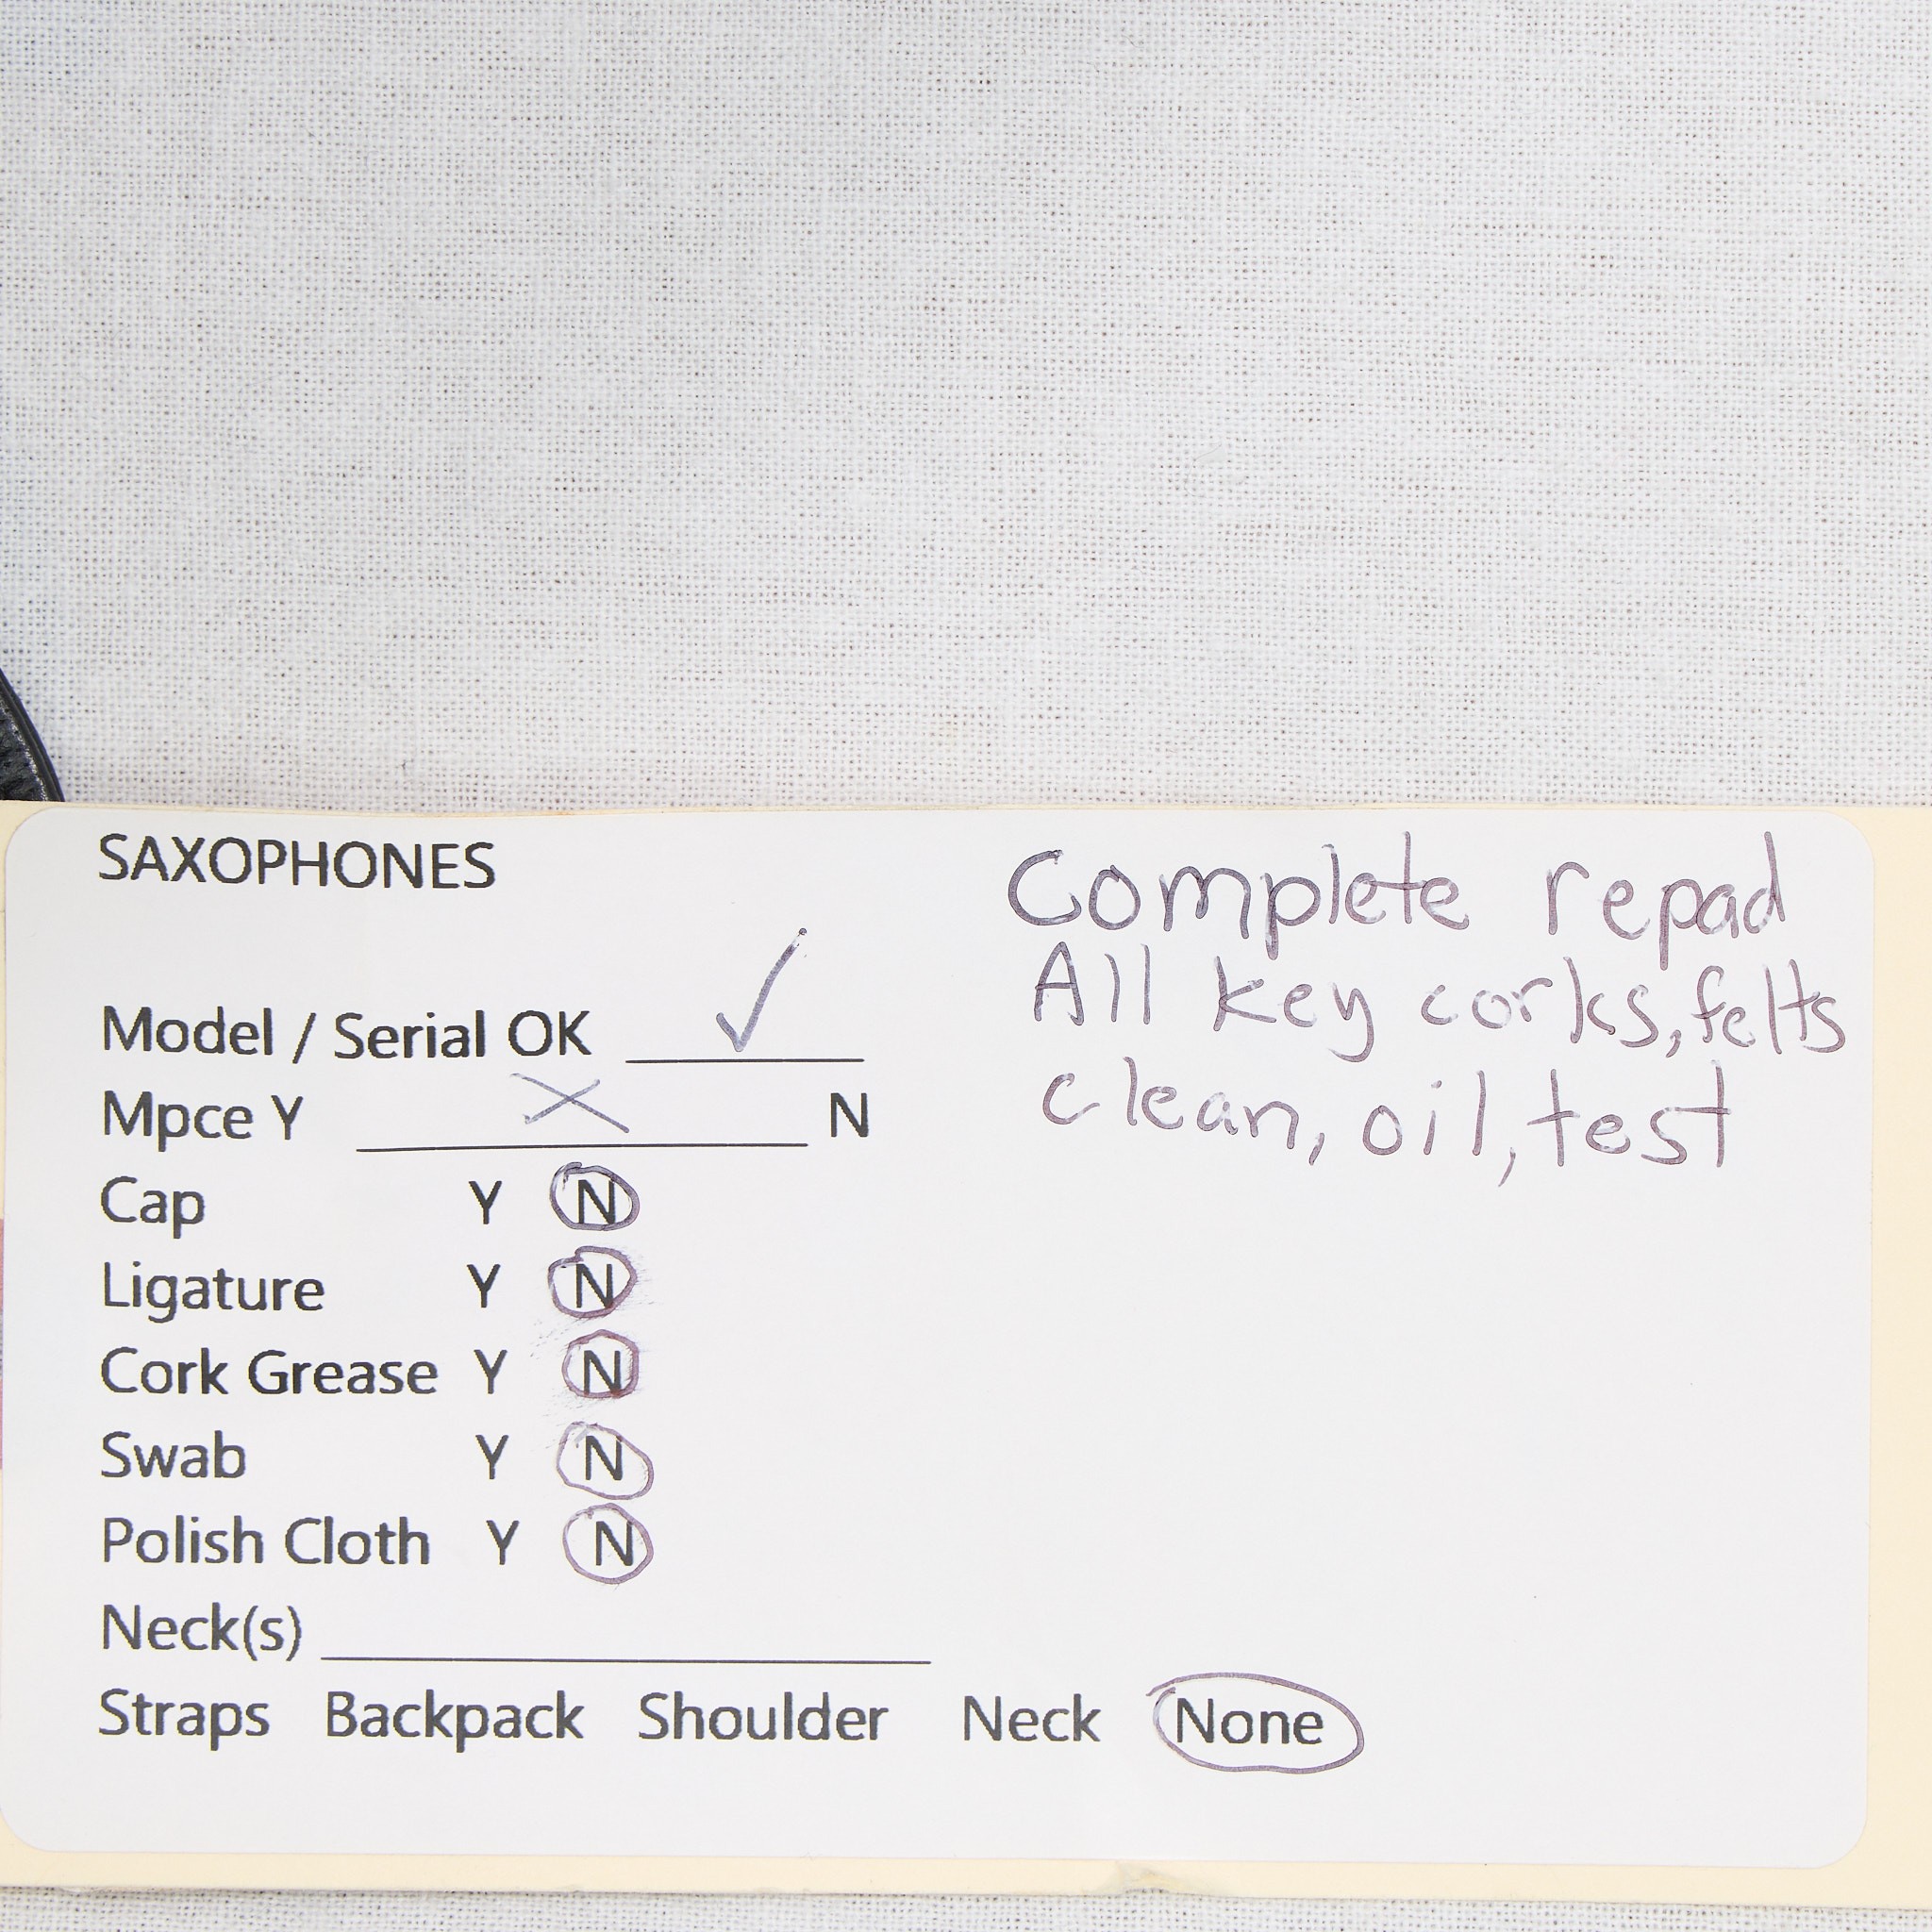 SAXOPHONES
Complete repad
All key corks, felts
clean, oil, test
Model / Serial OK ✓
Mpce Y X N
Cap Y N
Ligature Y N
Cork Grease Y N
Swab Y N
Polish Cloth Y N
Neck(s)
Straps Backpack Shoulder Neck None